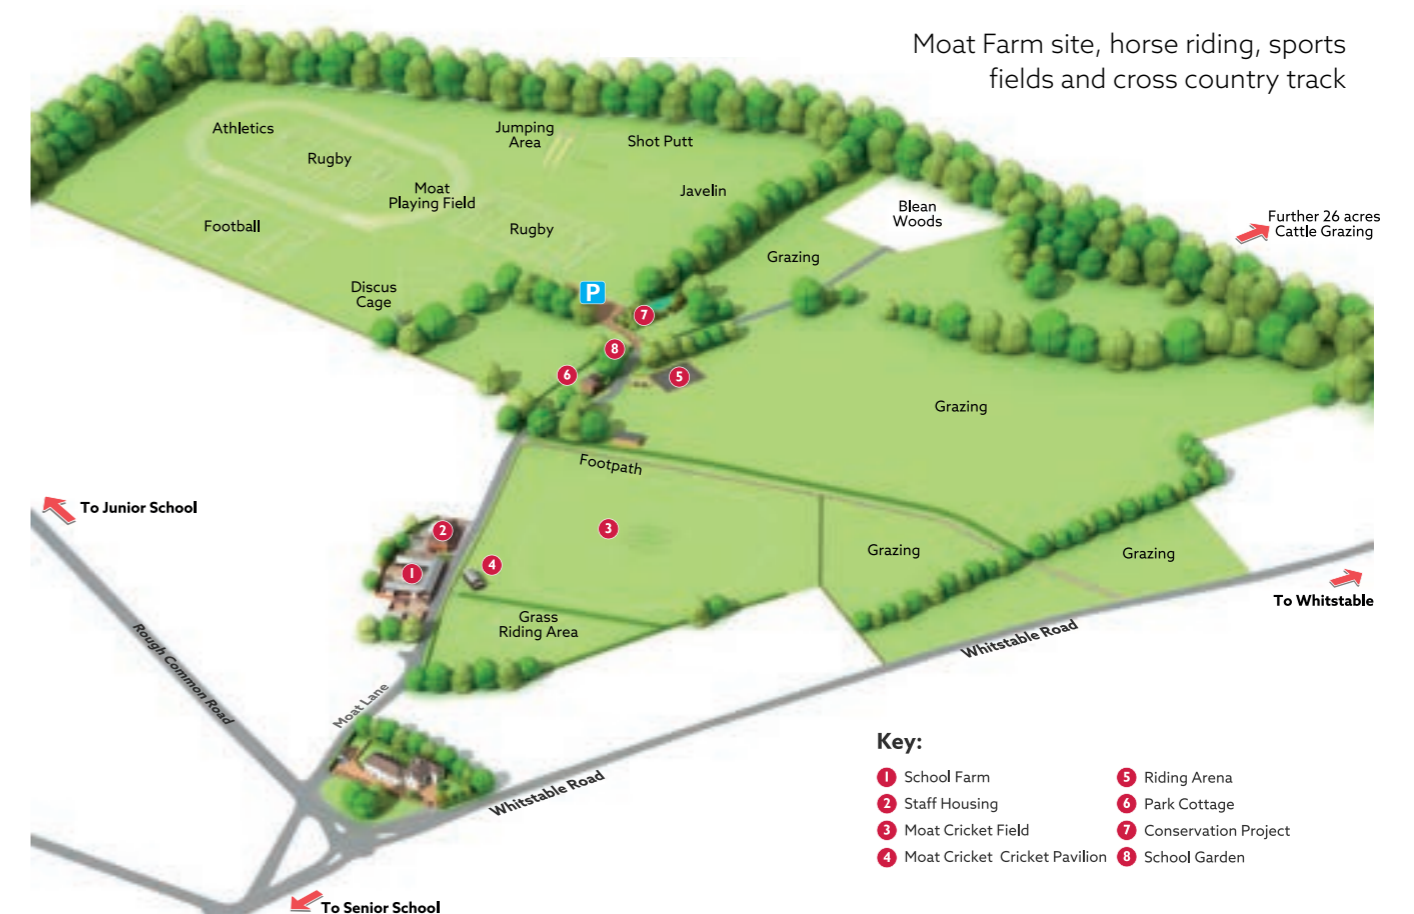 Moat Farm site, horse riding, sports
fields and cross country track
Athletics
Rugby
Jumping
Area
Shot Putt
Moat
Playing Field
Javelin
Football
Rugby
Blean
Woods
Further 26 acres
Cattle Grazing
Grazing
Discus
Cage
P
7
8
6
5
Grazing
Footpath
To Junior School
2
3
1
4
Grazing
Grazing
Grass
Riding Area
To Whitstable
Whitstable Road
Rough Common Road
Moat Lane
Whitstable Road
To Senior School
Key:
1 School Farm
2 Staff Housing
3 Moat Cricket Field
4 Moat Cricket Cricket Pavilion
5 Riding Arena
6 Park Cottage
7 Conservation Project
8 School Garden